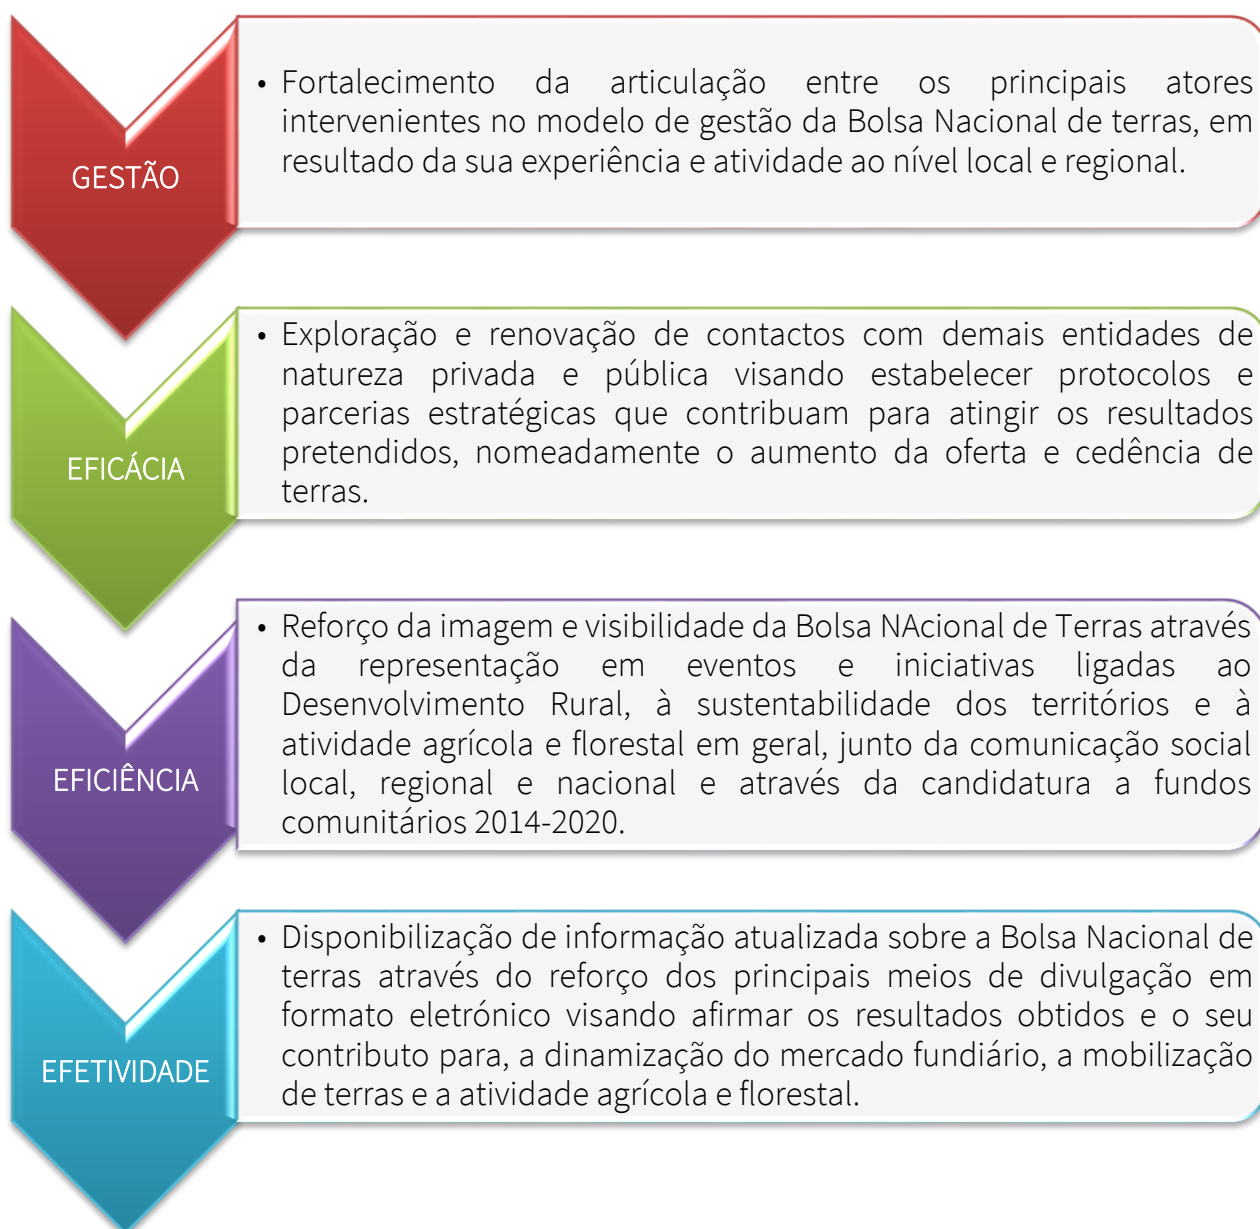 GESTÃO
• Fortalecimento da articulação entre os principais atores
intervenientes no modelo de gestão da Bolsa Nacional de terras, em
resultado da sua experiência e atividade ao nível local e regional.
EFICÁCIA
• Exploração e renovação de contactos com demais entidades de
natureza privada e pública visando estabelecer protocolos e
parcerias estratégicas que contribuam para atingir os resultados
pretendidos, nomeadamente o aumento da oferta e cedência de
terras.
EFICIÊNCIA
• Reforço da imagem e visibilidade da Bolsa NAcional de Terras através
da representação em eventos e iniciativas ligadas ao
Desenvolvimento Rural, à sustentabilidade dos territórios e à
atividade agrícola e florestal em geral, junto da comunicação social
local, regional e nacional e através da candidatura a fundos
comunitários 2014-2020.
EFETIVIDADE
• Disponibilização de informação atualizada sobre a Bolsa Nacional de
terras através do reforço dos principais meios de divulgação em
formato eletrónico visando afirmar os resultados obtidos e o seu
contributo para, a dinamização do mercado fundiário, a mobilização
de terras e a atividade agrícola e florestal.